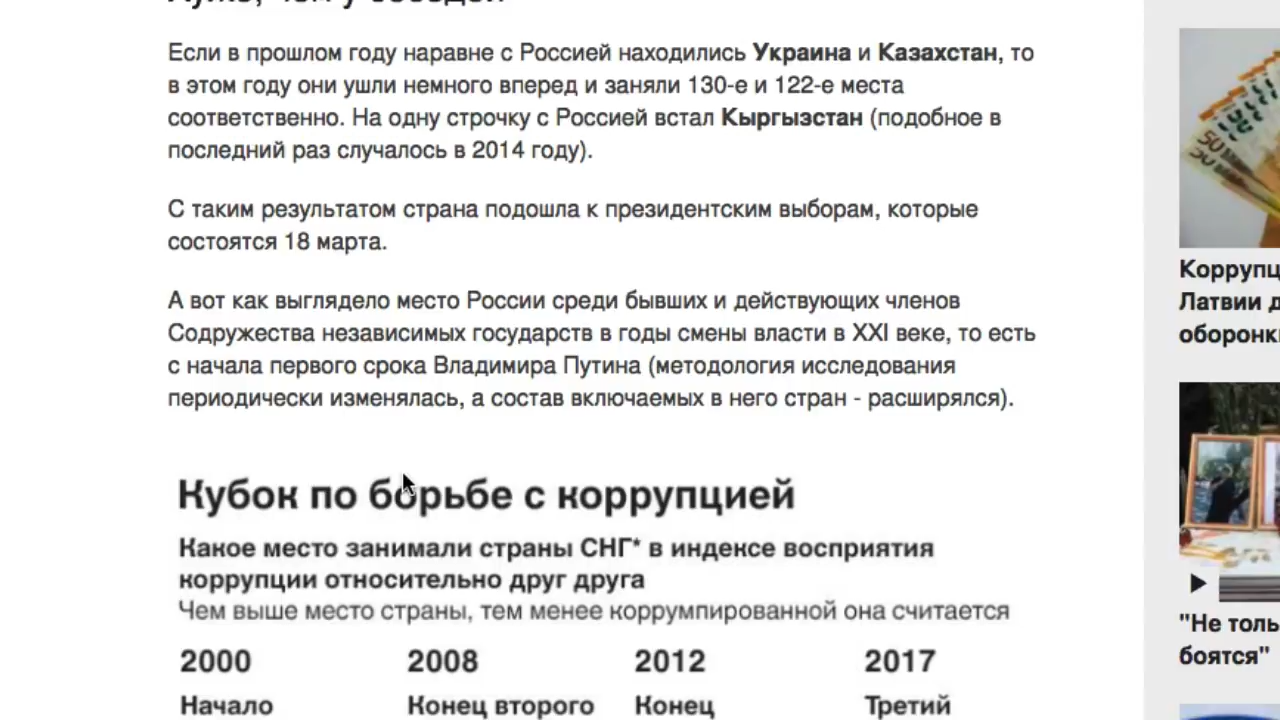 Если в прошлом году наравне с Россией находились Украина и Казахстан, то
в этом году они ушли немного вперед и заняли 130-е и 122-е места
соответственно. На одну строчку с Россией встал Кыргызстан (подобное в
последний раз случалось в 2014 году).
С таким результатом страна подошла к президентским выборам, которые
состоятся 18 марта.
А вот как выглядело место России среди бывших и действующих членов
Содружества независимых государств в годы смены власти в XXI веке, то есть
с начала первого срока Владимира Путина (методология исследования
периодически изменялась, а состав включаемых в него стран - расширялся).
Кубок по борьбе с коррупцией
Какое место занимали страны СНГ* в индексе восприятия
коррупции относительно друг друга
Чем выше место страны, тем менее коррумпированной она считается
2000 2008 2012 2017
Начало Конец второго Конец Третий
50
Латвии
"Не
боятся"